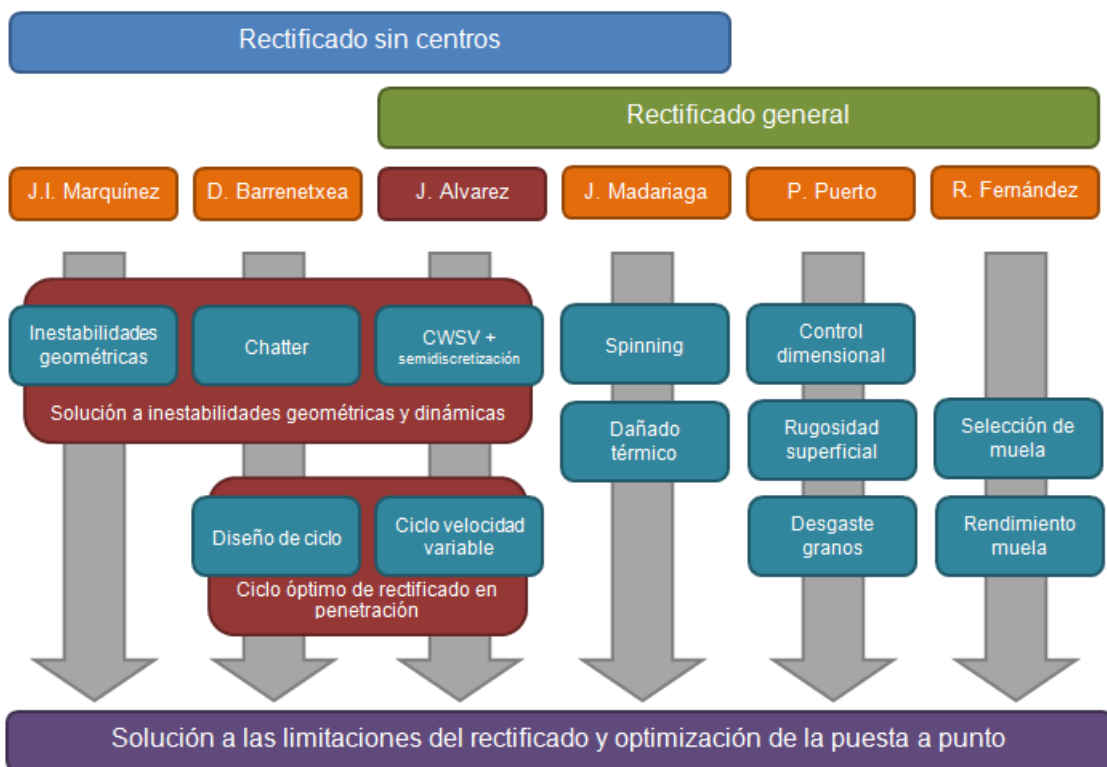 Rectificado sin centros
Rectificado general
J.I. Marquínez
D. Barrenetxea
J. Alvarez
J. Madariaga
P. Puerto
R. Fernández
Inestabilidades
geométricas
Chatter
CWSV +
semidiscretización
Spinning
Control
dimensional
Solución a inestabilidades geométricas y dinámicas
Dañado
térmico
Rugosidad
superficial
Selección de
muela
Diseño de ciclo
Ciclo velocidad
variable
Desgaste
granos
Rendimiento
muela
Ciclo óptimo de rectificado en
penetración
Solución a las limitaciones del rectificado y optimización de la puesta a punto